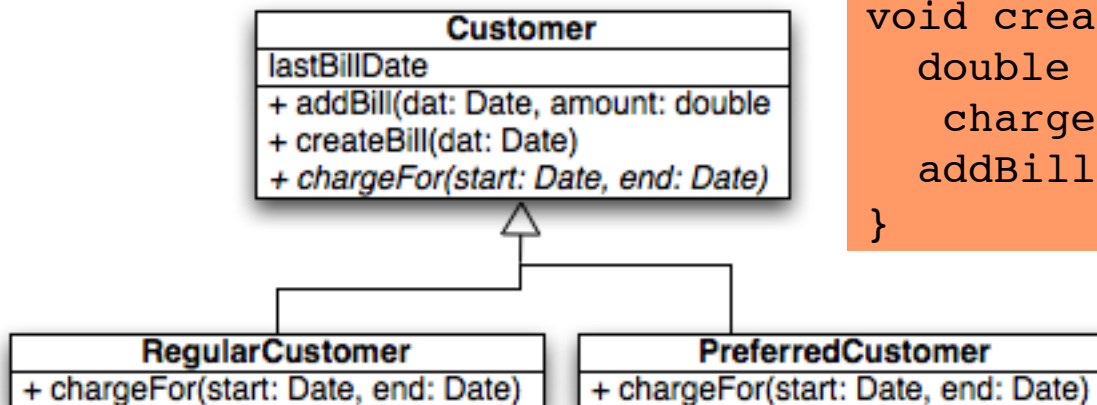 Customer
lastBillDate
+ addBill(dat: Date, amount: double
+ createBill(dat: Date)
+ chargeFor(start: Date, end: Date)
void crea
double
charge
addBill
}
RegularCustomer
+ chargeFor(start: Date, end: Date)
PreferredCustomer
+ chargeFor(start: Date, end: Date)